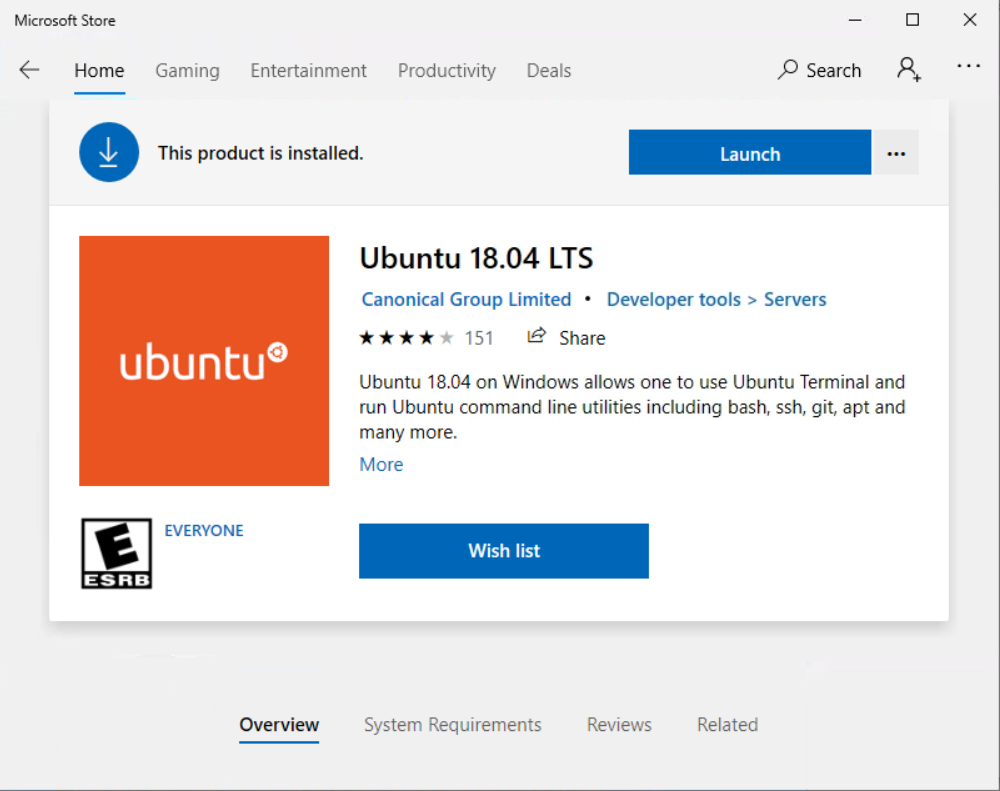 Microsoft Store
Home Gaming Entertainment Productivity Deals Search
This product is installed.
Launch
ubuntu
Ubuntu 18.04 LTS
Canonical Group Limited • Developer tools > Servers
151 Share
Ubuntu 18.04 on Windows allows one to use Ubuntu Terminal and
run Ubuntu command line utilities including bash, ssh, git, apt and
many more.
More
E
ESRB
EVERYONE
Wish list
Overview System Requirements Reviews Related